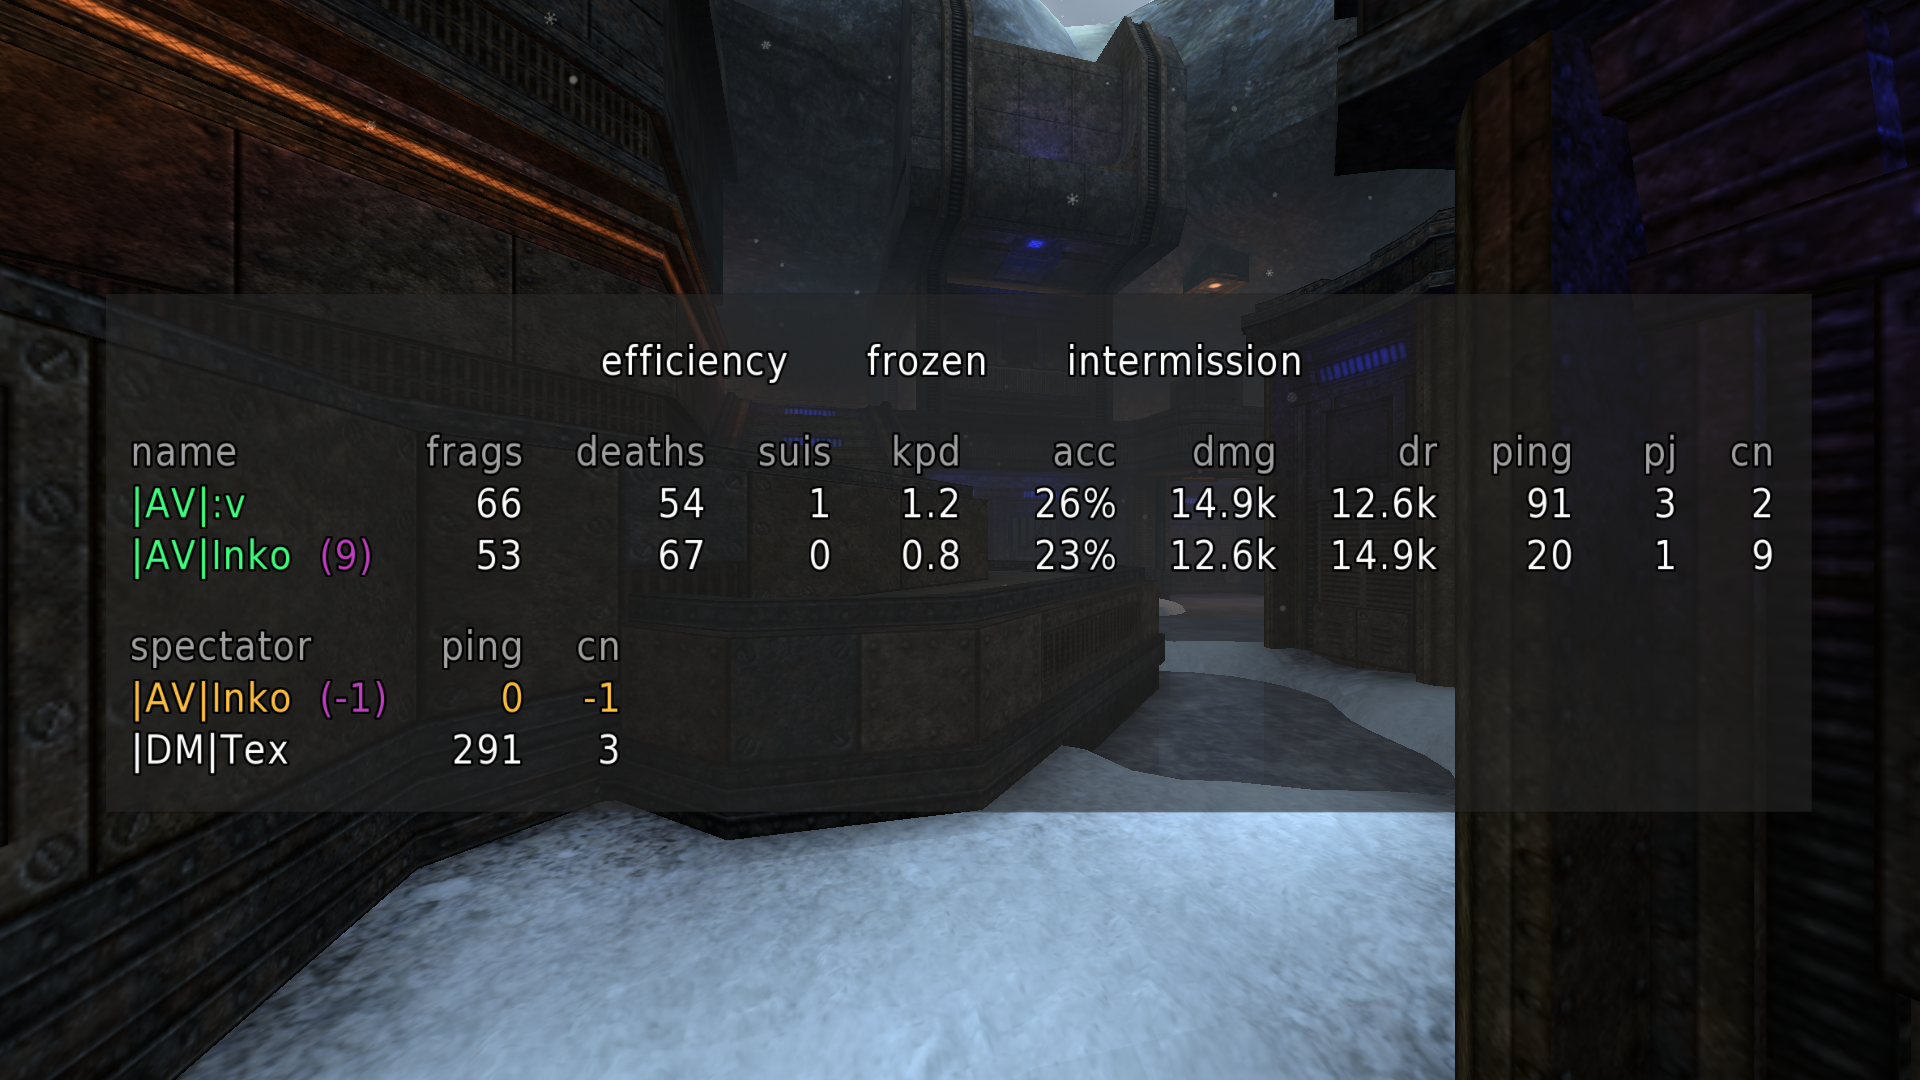 efficiency frozen intermission
name frags deaths suis kpd acc dmg dr ping pj cn
|AV|:v 66 54 1 1.2 26% 14.9k 12.6k 91 3 2
|AV|Inko (9) 53 67 0 0.8 23% 12.6k 14.9k 20 1 9
spectator ping cn
|AV|Inko (-1) 0 -1
|DM|Tex 291 3